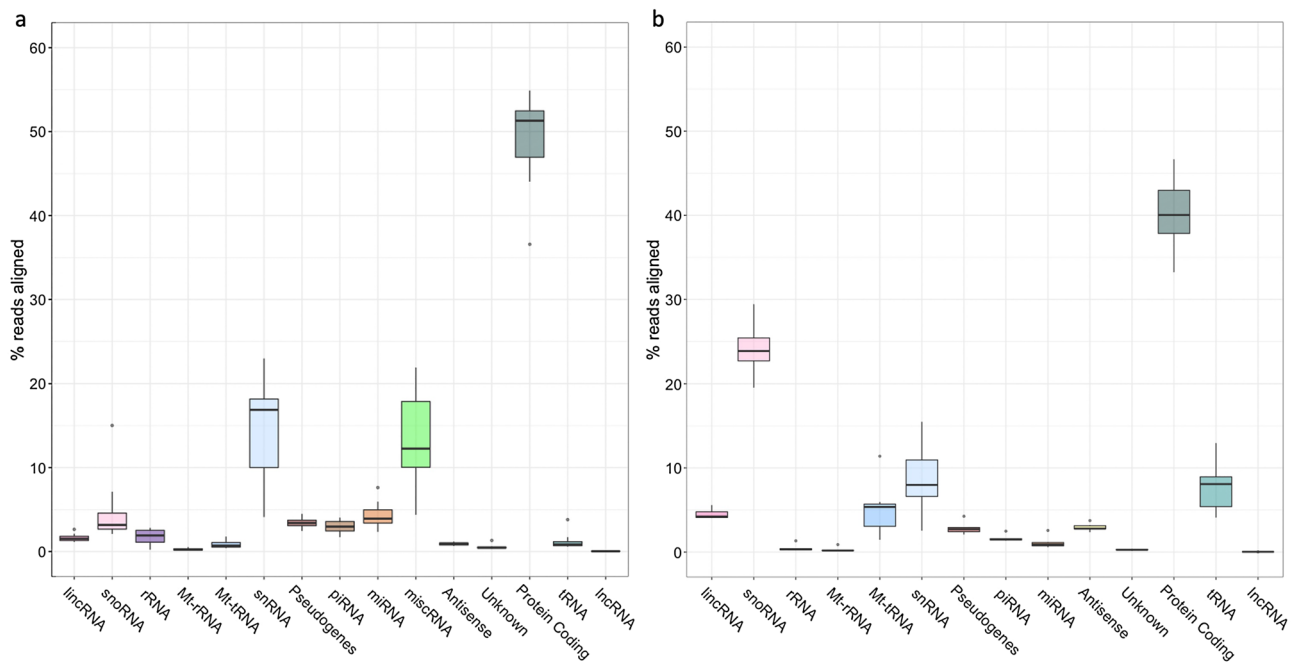 a
% reads aligned
60
50
40
30
20
10
0
lincRNA
snoRNA
rRNA
Mt-rRNA
Mt-tRNA
snRNA
Pseudogenes
piRNA
miRNA
miscRNA
Antisense
Unknown
Protein Coding
tRNA
lncRNA
b
% reads aligned
60
50
40
30
20
10
0
lincRNA
snoRNA
rRNA
Mt-rRNA
Mt-tRNA
snRNA
Pseudogenes
piRNA
miRNA
Antisense
Unknown
Protein Coding
tRNA
lncRNA